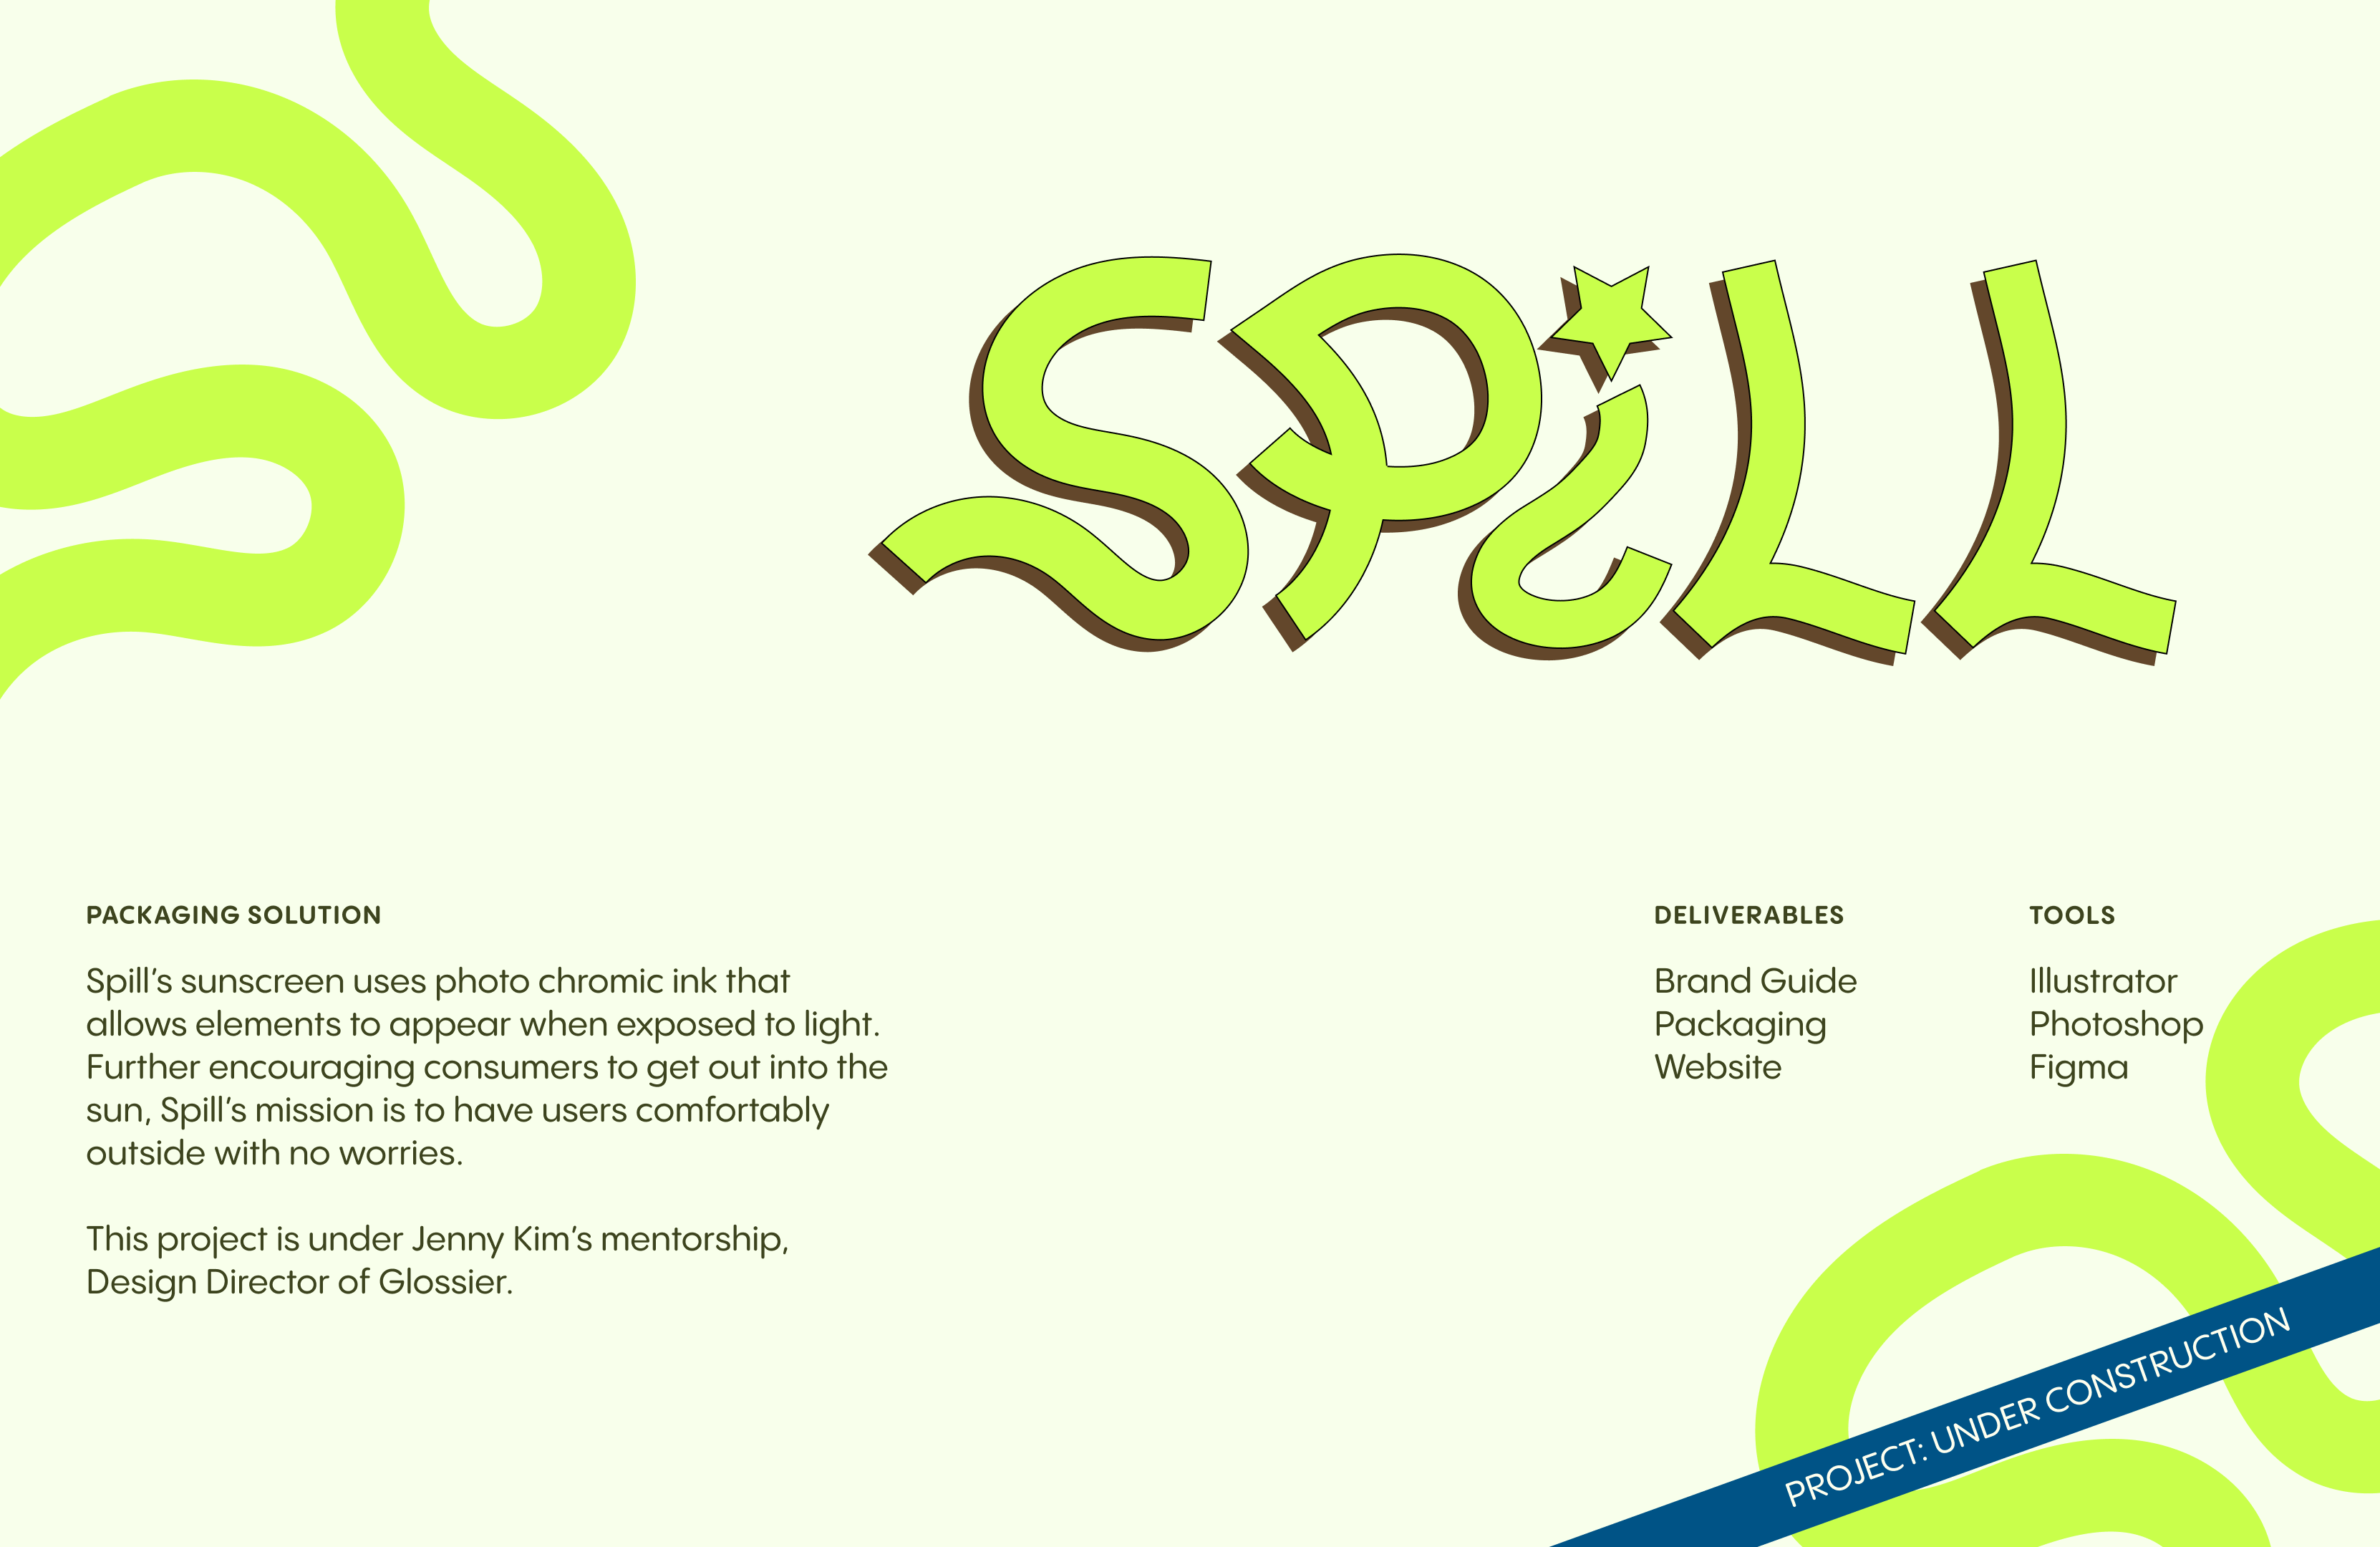 SPiLL
PACKAGING SOLUTION
Spill’s sunscreen uses photo chromic ink that
allows elements to appear when exposed to light.
Further encouraging consumers to get out into the
sun, Spill’s mission is to have users comfortably
outside with no worries.
This project is under Jenny Kim’s mentorship,
Design Director of Glossier.
DELIVERABLES
Brand Guide
Packaging
Website
TOOLS
Illustrator
Photoshop
Figma
PROJECT: UNDER CONSTRUCTION